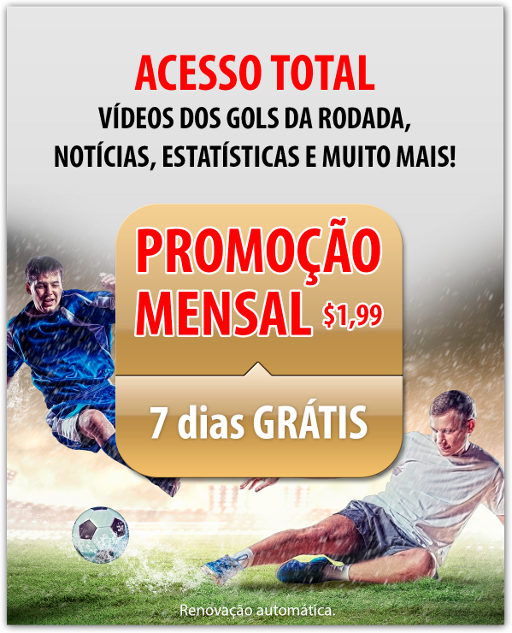 ACESSO TOTAL
VÍDEOS DOS GOLS DA RODADA,
NOTÍCIAS, ESTATÍSTICAS E MUITO MAIS!
PROMOÇÃO
MENSAL $1,99
7 dias GRÁTIS
Renovação automática.